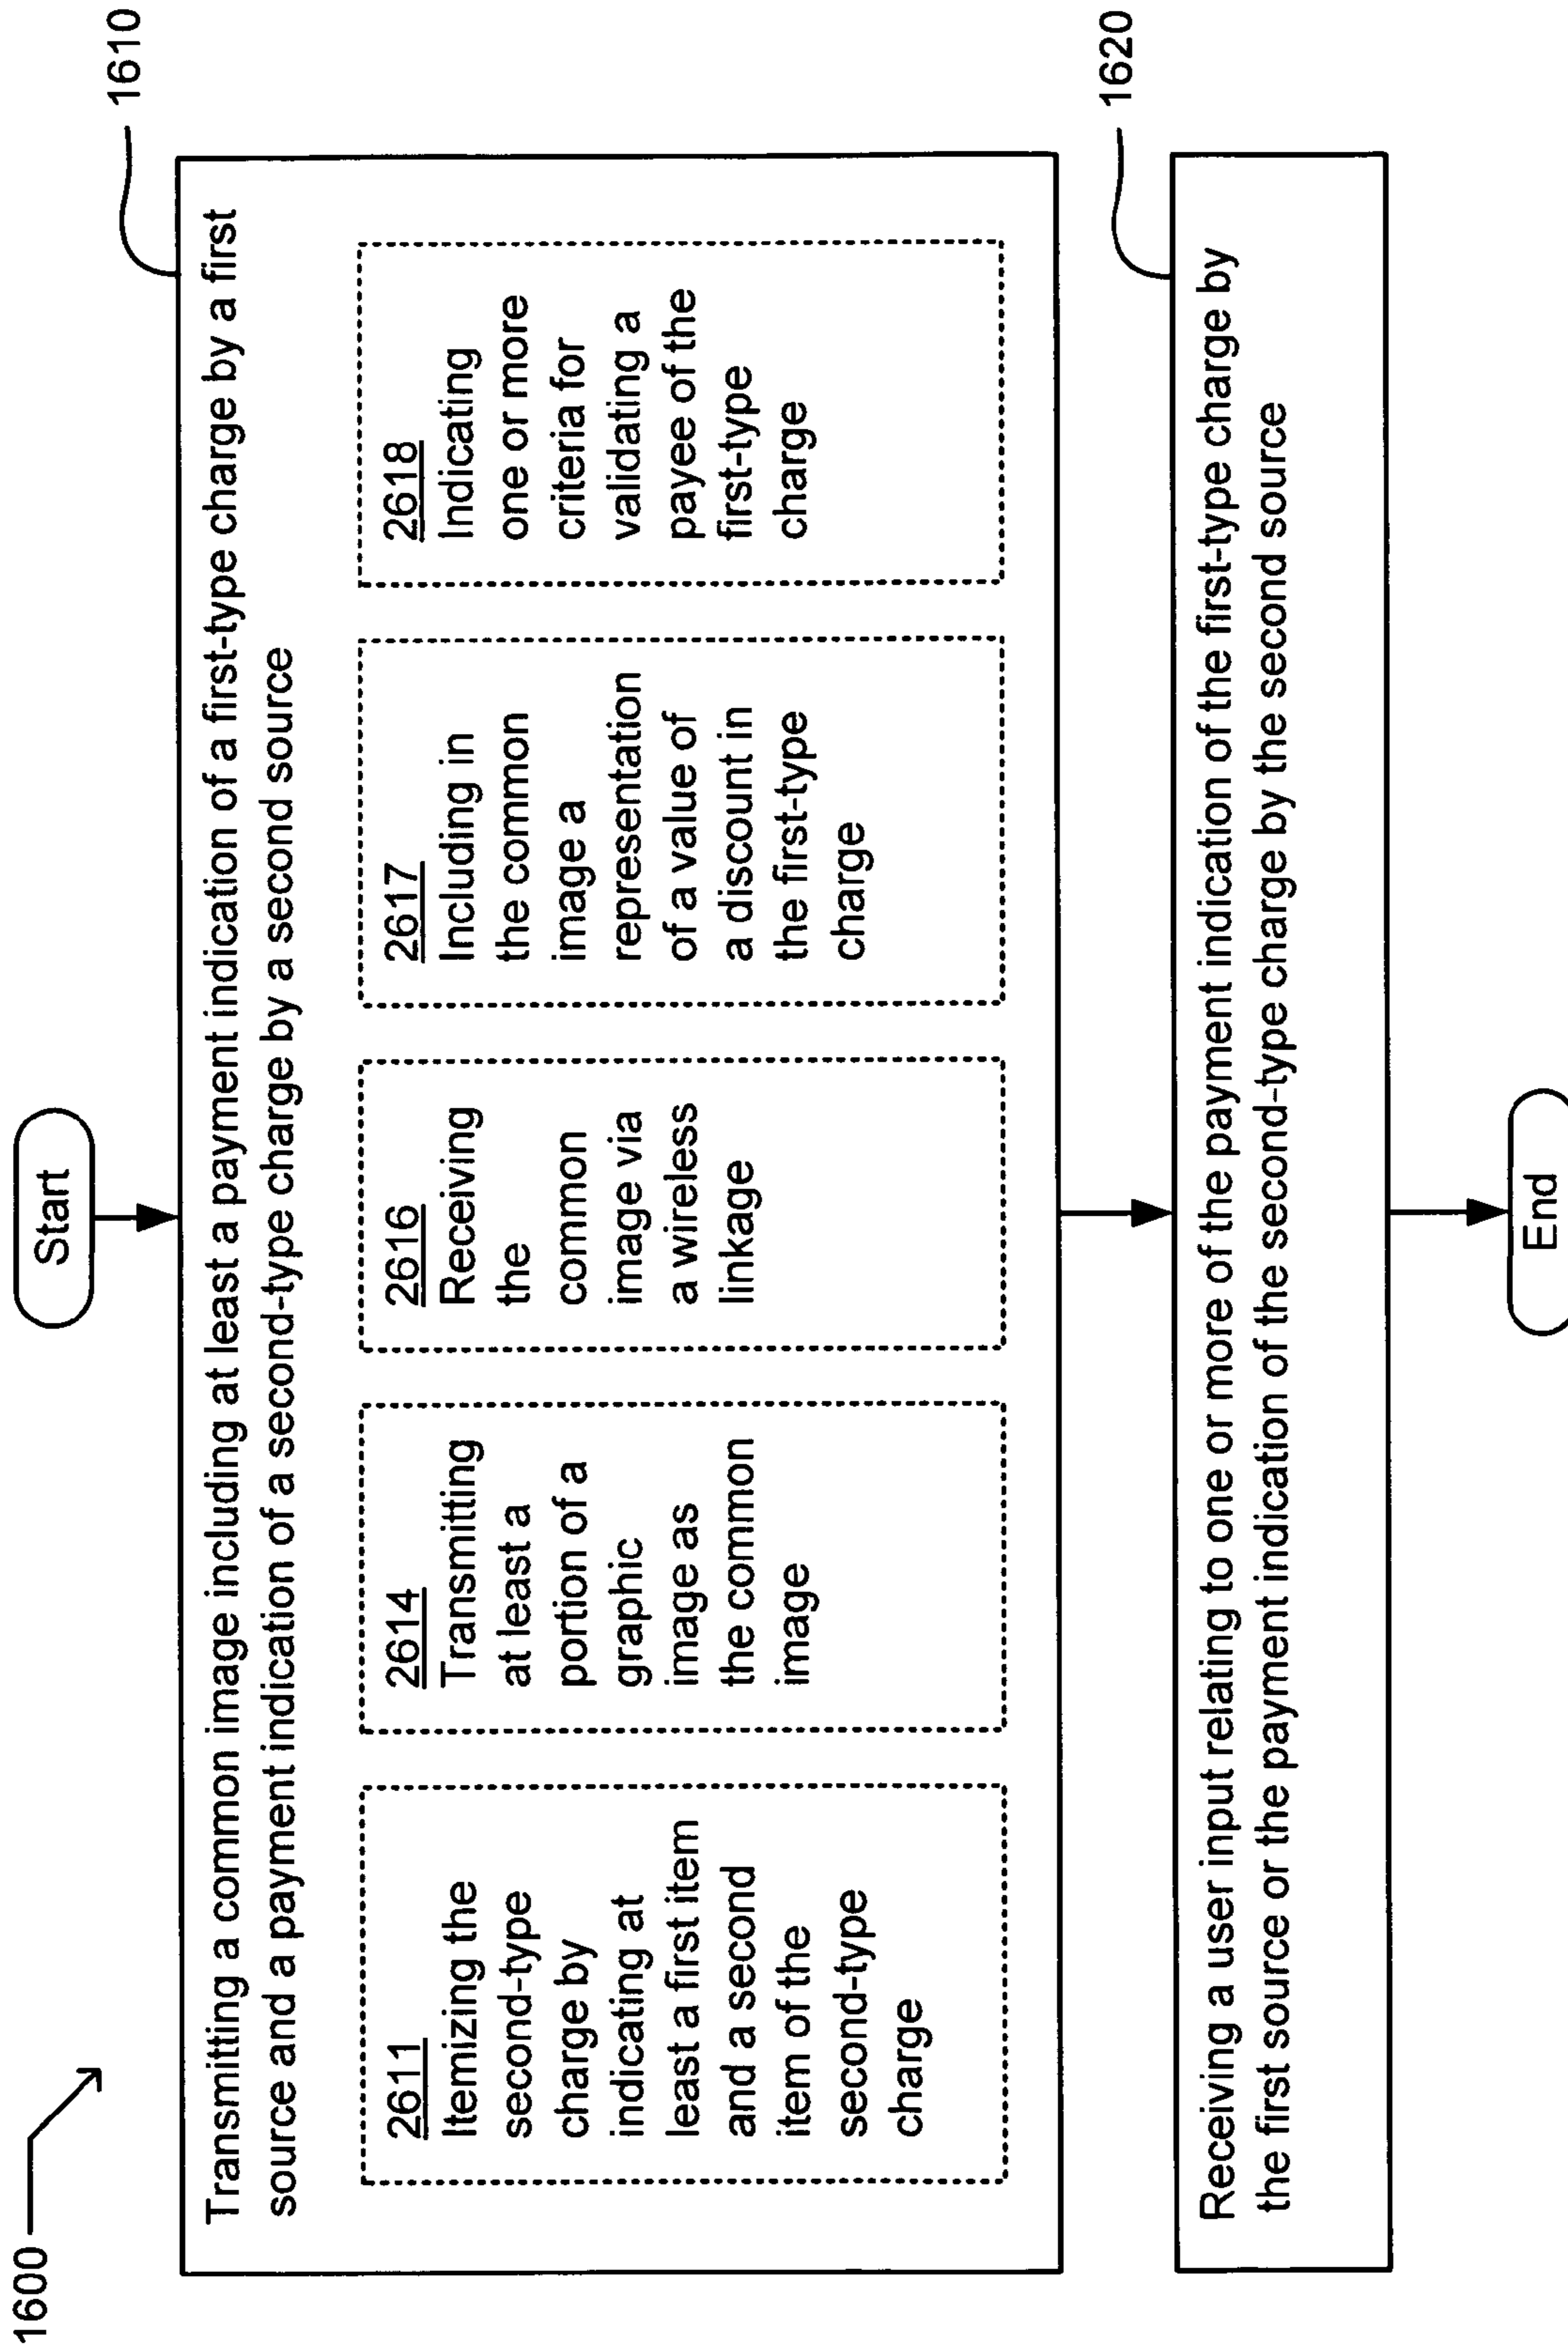 1600
Start
1610
Transmitting a common image including at least a payment indication of a first-type charge by a first
source and a payment indication of a second-type charge by a second source
2611
Itemizing the
second-type
charge by
indicating at
least a first item
and a second
item of the
second-type
charge
2614
Transmitting
at least a
portion of a
graphic
image as
the common
image
2616
Receiving
the
common
image via
a wireless
linkage
2617
Including in
the common
image a
representation
of a value of
a discount in
the first-type
charge
2618
Indicating
one or more
criteria for
validating a
payee of the
first-type
charge
1620
Receiving a user input relating to one or more of the payment indication of the first-type charge by
the first source or the payment indication of the second-type charge by the second source
End